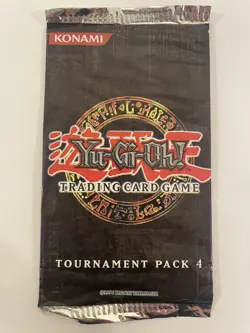 KONAMI
遊戯王
Yu-Gi-Oh!
TRADING CARD GAME
TOURNAMENT PACK 4